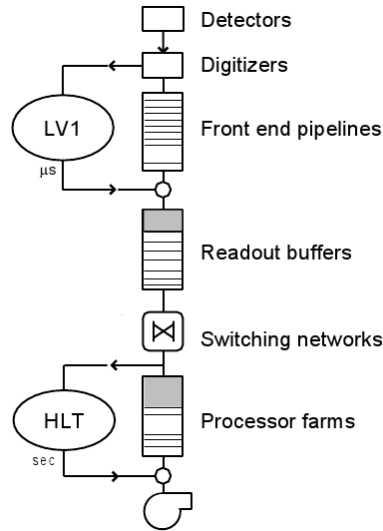 Detectors
Digitizers
LV1
Front end pipelines
μs
Readout buffers
Switching networks
HLT
Processor farms
sec